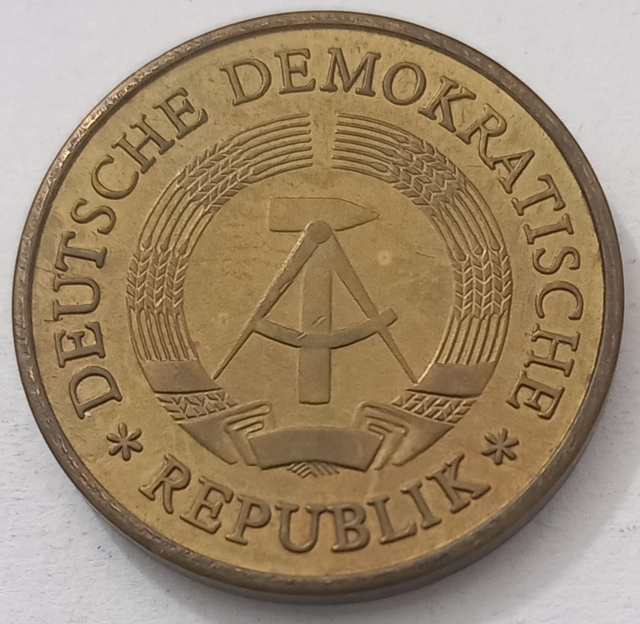 DEUTSCHE DEMOKRATISCHE
* REPUBLIK *